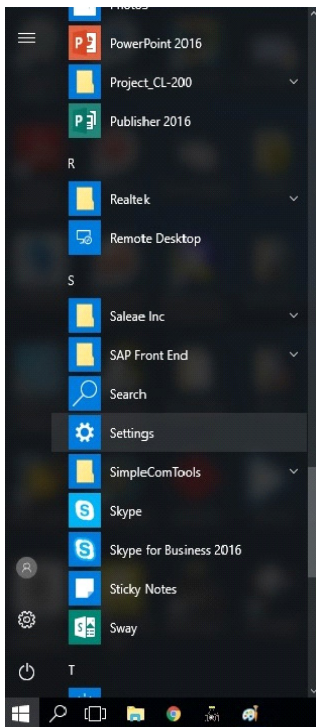 Photos
PowerPoint 2016
Project_CL-200
Publisher 2016
R
Realtek
Remote Desktop
S
Saleae Inc
SAP Front End
Search
Settings
SimpleComTools
Skype
Skype for Business 2016
Sticky Notes
Sway
T